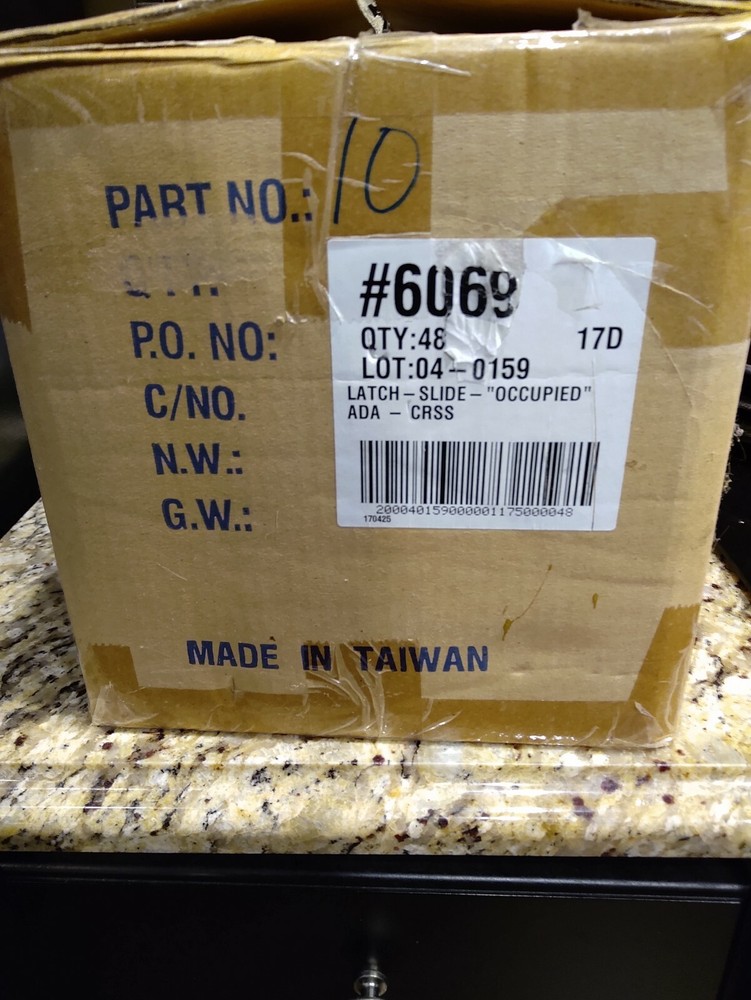 10
PART NO.:
#6069
QTY:48 17D
P.O. NO:
LOT:04-0159
LATCH-SLIDE-"OCCUPIED"
ADA - CRSS
C/NO.
N.W.:
G.W.:
200040159000001175000048
170425
MADE IN TAIWAN